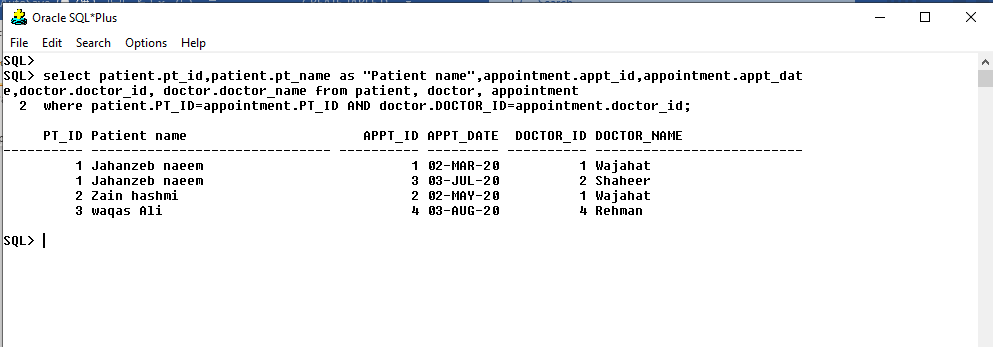 Oracle SQL*Plus
File Edit Search Options Help
SQL>
SQL> select patient.pt_id,patient.pt_name as "Patient name",appointment.appt_id,appointment.appt_dat
e,doctor.doctor_id, doctor.doctor_name from patient, doctor, appointment
2 where patient.PT_ID=appointment.PT_ID AND doctor.DOCTOR_ID=appointment.doctor_id;
PT_ID Patient name APPT_ID APPT_DATE DOCTOR_ID DOCTOR_NAME
---------- ------------------------------ ---------- --------- ---------- --------------------------
1 Jahanzeb naeem 1 02-MAR-20 1 Wajahat
1 Jahanzeb naeem 3 03-JUL-20 2 Shaheer
2 Zain hashmi 2 02-MAY-20 1 Wajahat
3 waqas Ali 4 03-AUG-20 4 Rehman
SQL>